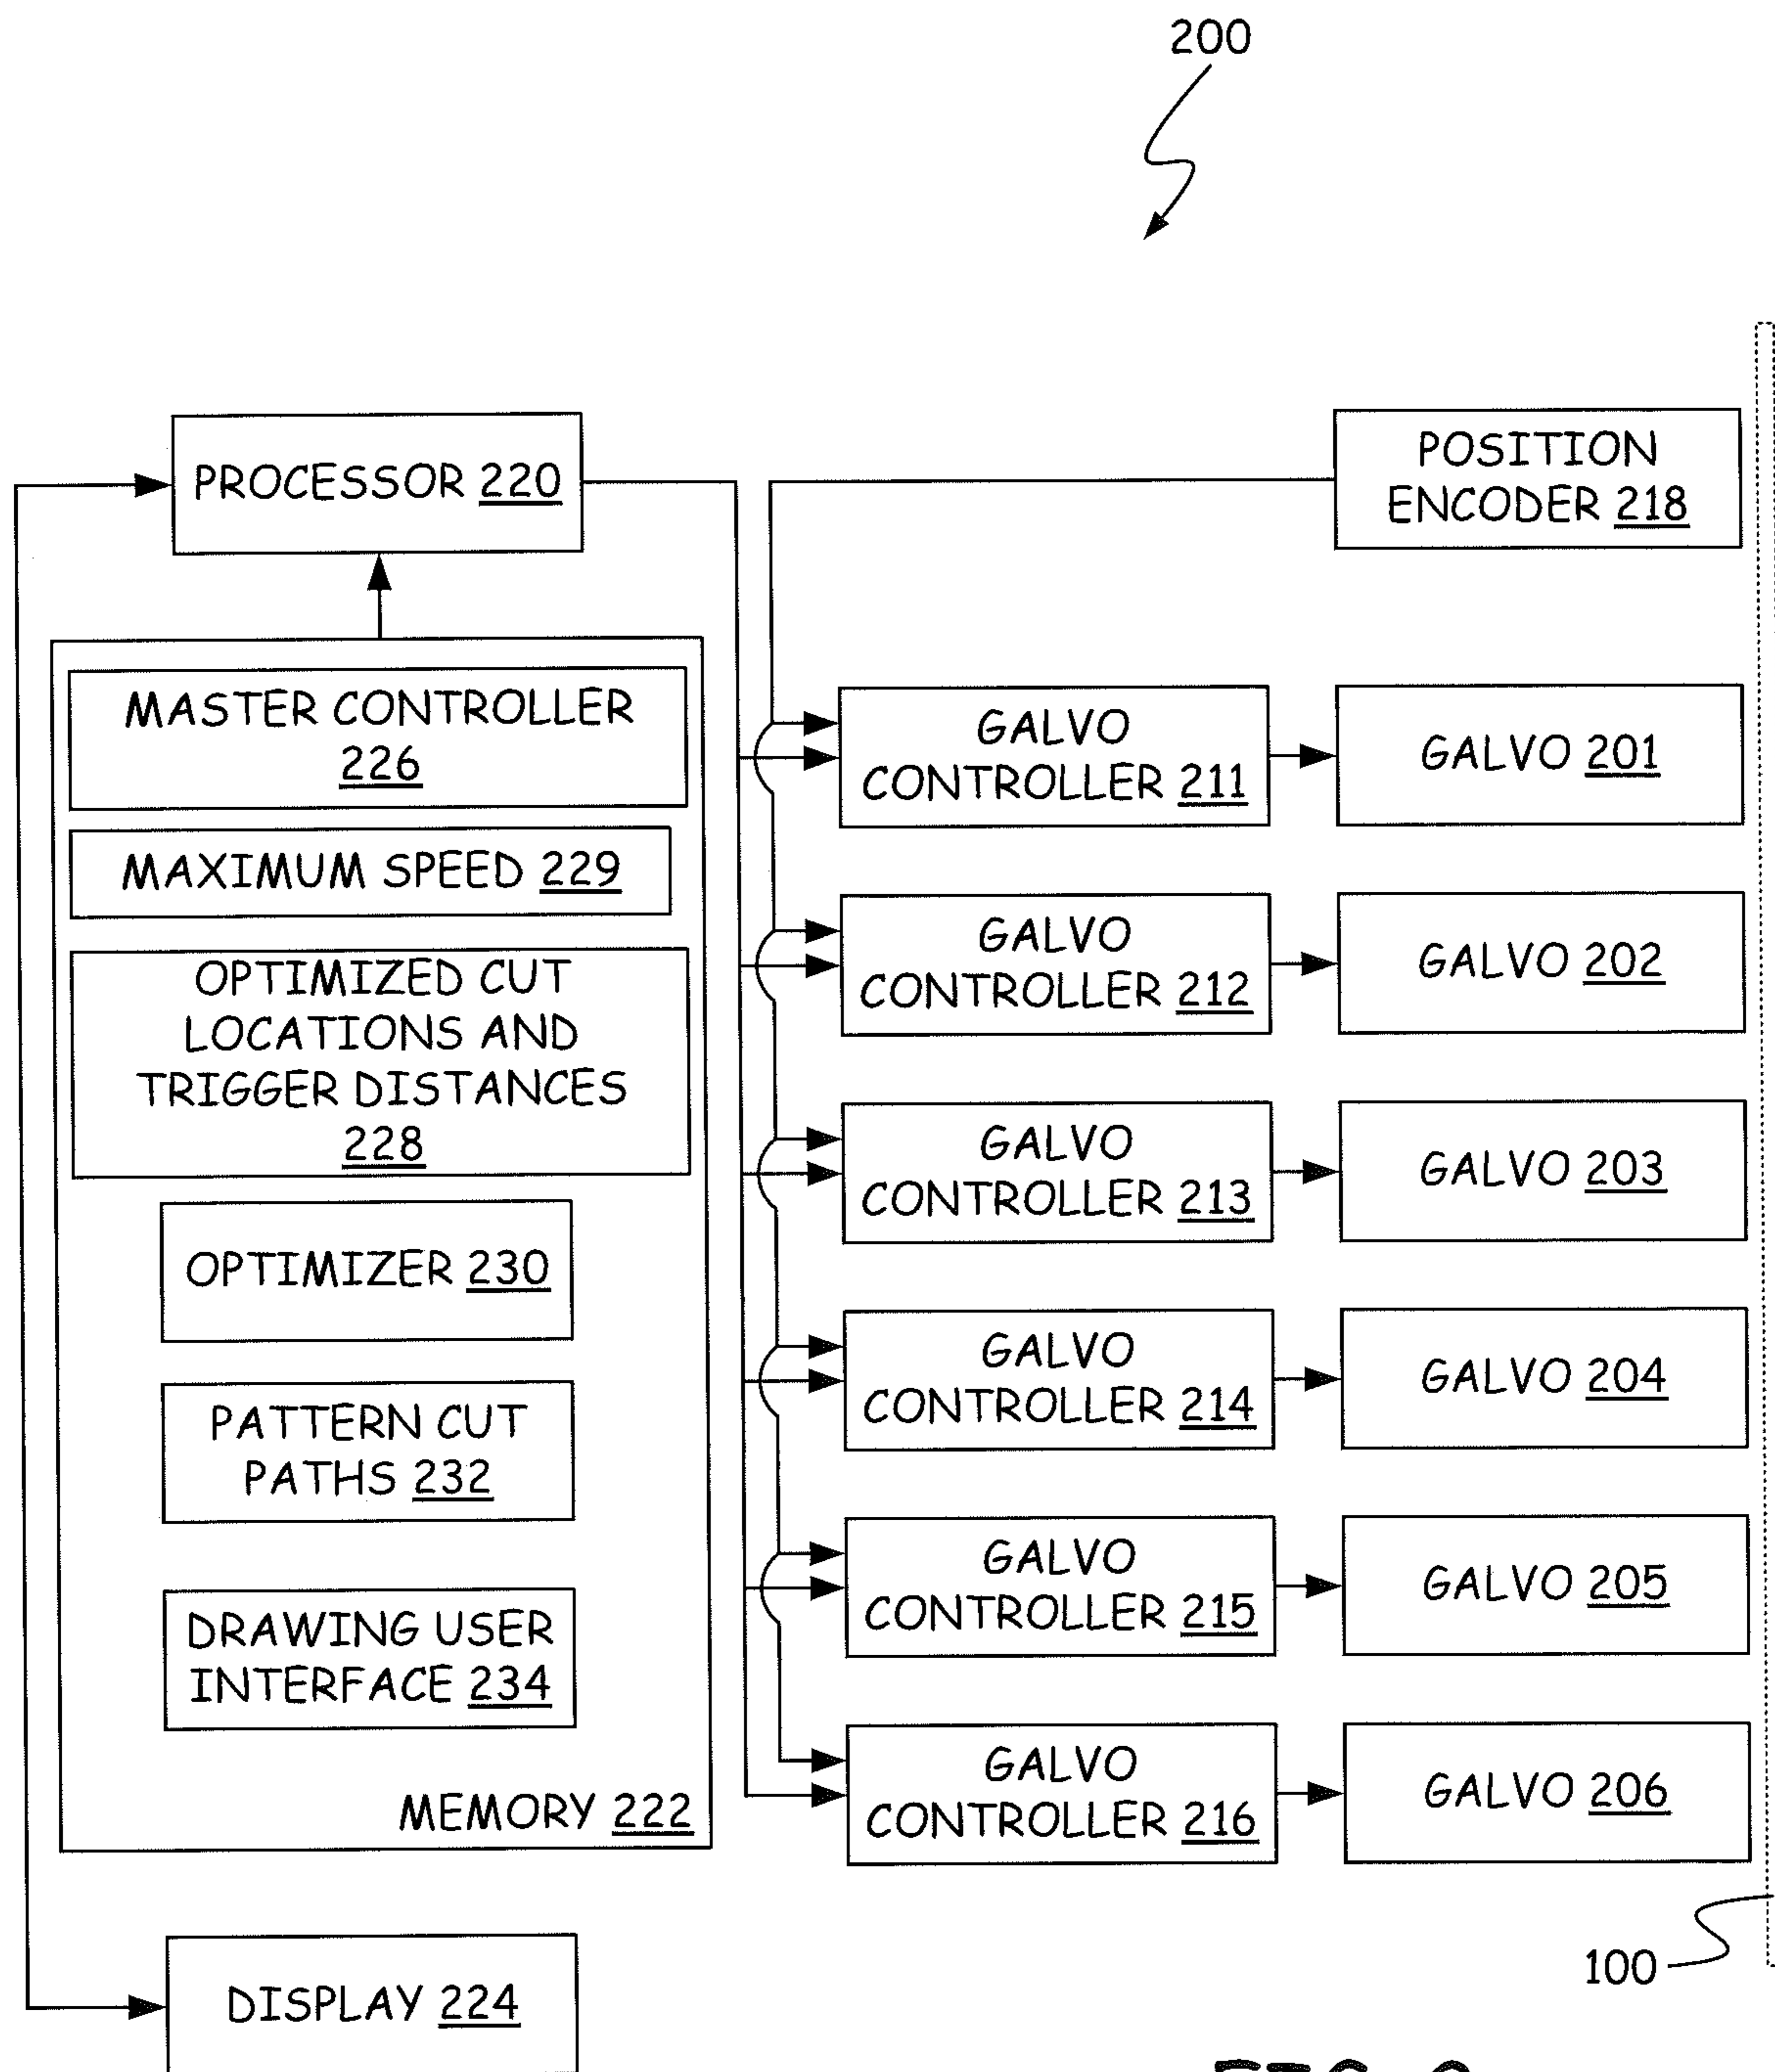 200
PROCESSOR 220
POSITION
ENCODER 218
MASTER CONTROLLER
226
MAXIMUM SPEED 229
OPTIMIZED CUT
LOCATIONS AND
TRIGGER DISTANCES
228
OPTIMIZER 230
PATTERN CUT
PATHS 232
DRAWING USER
INTERFACE 234
MEMORY 222
DISPLAY 224
GALVO
CONTROLLER 211
GALVO 201
GALVO
CONTROLLER 212
GALVO 202
GALVO
CONTROLLER 213
GALVO 203
GALVO
CONTROLLER 214
GALVO 204
GALVO
CONTROLLER 215
GALVO 205
GALVO
CONTROLLER 216
GALVO 206
100